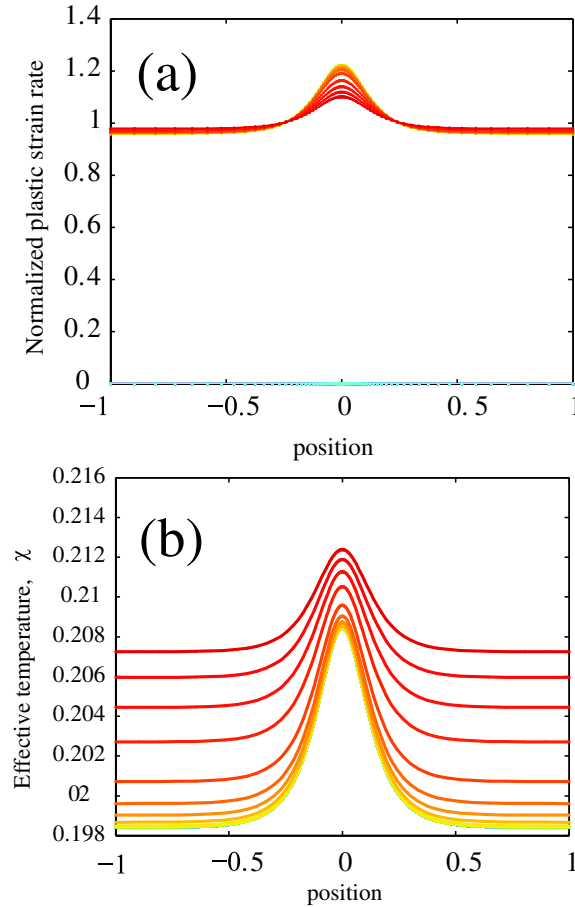 (a)
Normalized plastic strain rate
1.4
1.2
1
0.8
0.6
0.4
0.2
0
−1 −0.5 0 0.5 1
position
(b)
Effective temperature, χ
0.216
0.214
0.212
0.21
0.208
0.206
0.204
0.202
02
0.198
−1 −0.5 0 0.5 1
position